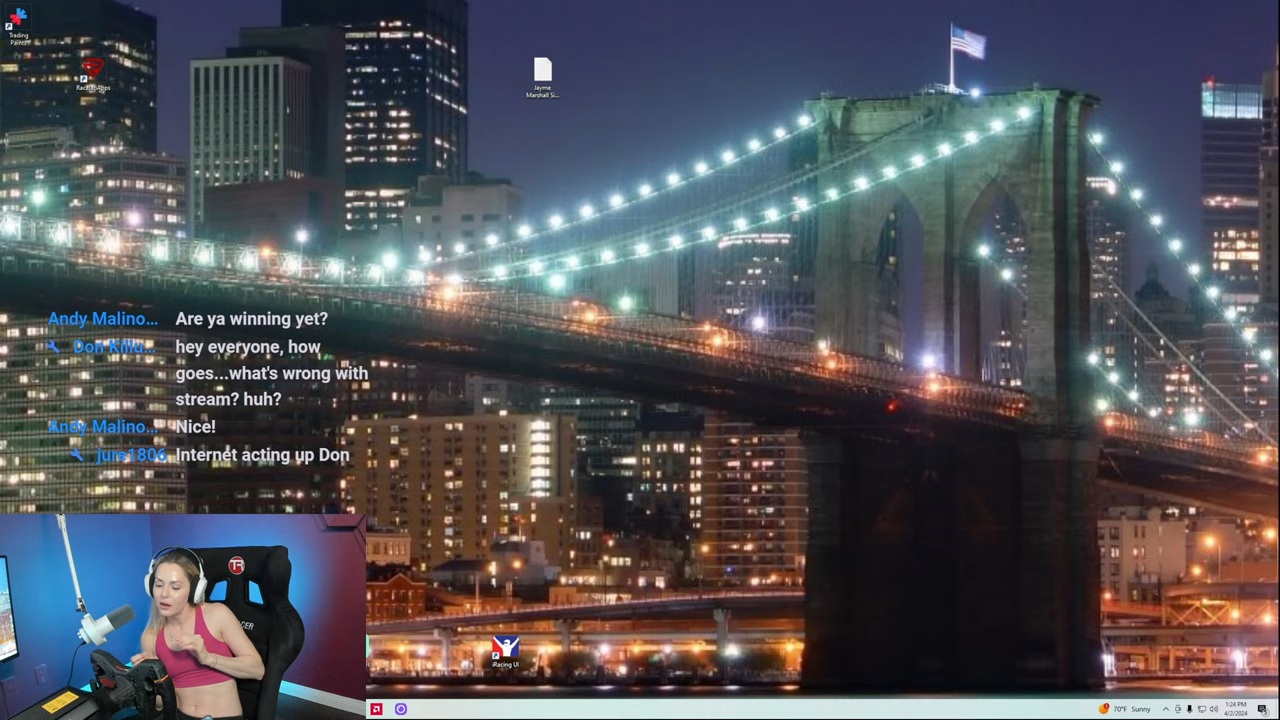 Trading
Paints
RaceLabApps
Jayme
Marshall Si...
Andy Malino... Are ya winning yet?
Don Killu... hey everyone, how
goes...what's wrong with
stream? huh?
Andy Malino... Nice!
jure1806 Internet acting up Don
iRacing UI
70°F Sunny
1:24 PM
4/2/2024